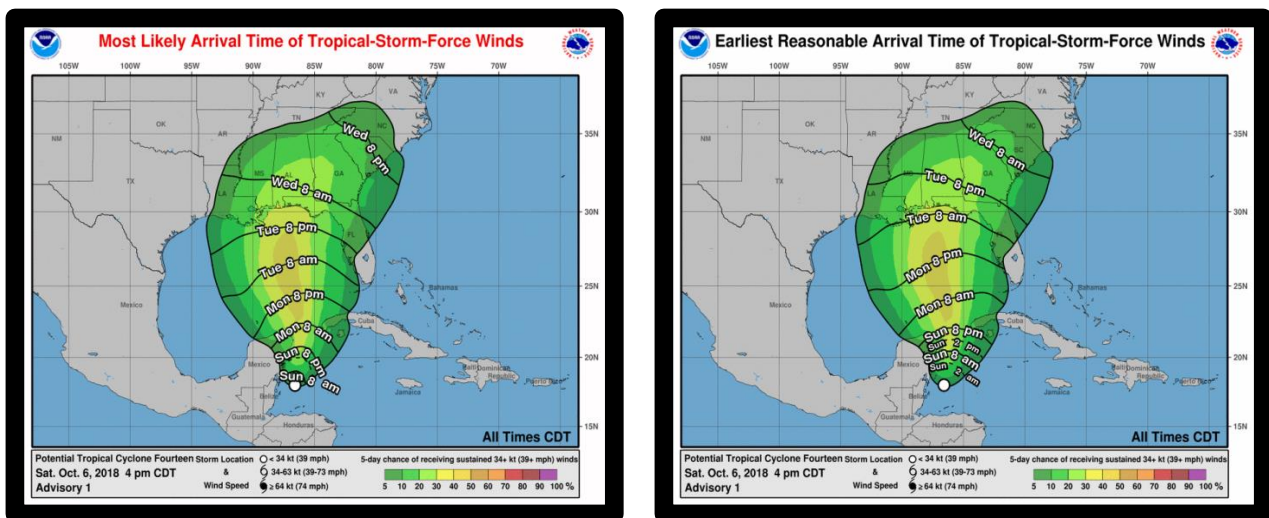 Most Likely Arrival Time of Tropical-Storm-Force Winds
105W 100W 95W 90W 85W 80W 75W 70W
KY
VA
OK
TN
NC
NM
AR
35N
Wed 8 pm
MS
AL
GA
TX
LA
Wed 8 am
30N
Tue 8 pm
FL
Tue 8 am
25N
Mexico
Mon 8 pm
Bahamas
Cuba
Mon 8 am
Mexico
Sun 8 pm
20N
Haiti
Dominican
Republic
Puerto Rico
Sun 8 am
Belize
Jamaica
Guatemala
Honduras
15N
All Times CDT
Potential Tropical Cyclone Fourteen
Sat. Oct. 6, 2018 4 pm CDT
Advisory 1
Storm Location
&
Wind Speed
< 34 kt (39 mph)
34-63 kt (39-73 mph)
≥ 64 kt (74 mph)
5-day chance of receiving sustained 34+ kt (39+ mph) winds
5 10 20 30 40 50 60 70 80 90 100 %
Earliest Reasonable Arrival Time of Tropical-Storm-Force Winds
105W 100W 95W 90W 85W 80W 75W 70W
KY
VA
OK
TN
NC
NM
AR
35N
Wed 8 am
SC
MS
AL
GA
TX
LA
Tue 8 pm
30N
Tue 8 am
FL
Mon 8 pm
25N
Mexico
Mon 8 am
Bahamas
Cuba
Sun 8 pm
Sun 2 pm
Mexico
Sun 8 am
20N
Sun 2 am
Haiti
Dominican
Republic
Puerto Rico
Belize
Jamaica
Guatemala
Honduras
15N
All Times CDT
Potential Tropical Cyclone Fourteen
Sat. Oct. 6, 2018 4 pm CDT
Advisory 1
Storm Location
&
Wind Speed
< 34 kt (39 mph)
34-63 kt (39-73 mph)
≥ 64 kt (74 mph)
5-day chance of receiving sustained 34+ kt (39+ mph) winds
5 10 20 30 40 50 60 70 80 90 100 %